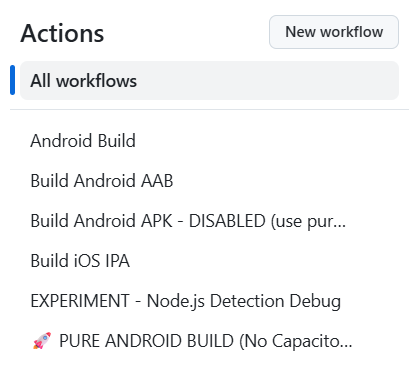 Actions
New workflow
All workflows
Android Build
Build Android AAB
Build Android APK - DISABLED (use pur...
Build iOS IPA
EXPERIMENT - Node.js Detection Debug
🚀 PURE ANDROID BUILD (No Capacito...